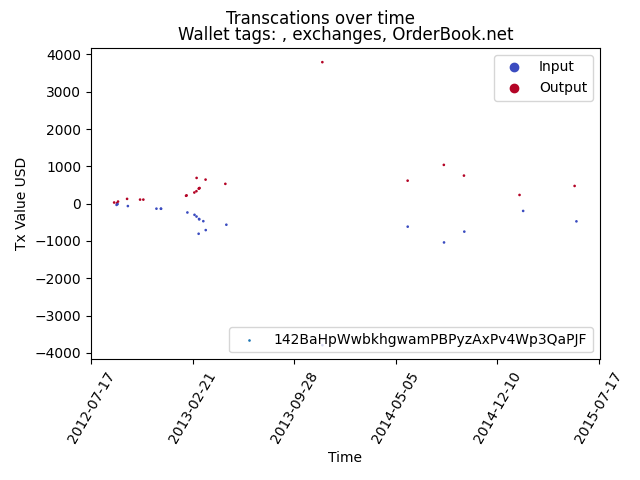 Transcations over time
Wallet tags: , exchanges, OrderBook.net
Tx Value USD
4000
3000
2000
1000
0
−1000
−2000
−3000
−4000
Input
Output
142BaHpWwbkhgwamPBPyzAxPv4Wp3QaPJF
2012-07-17
2013-02-21
2013-09-28
2014-05-05
2014-12-10
2015-07-17
Time